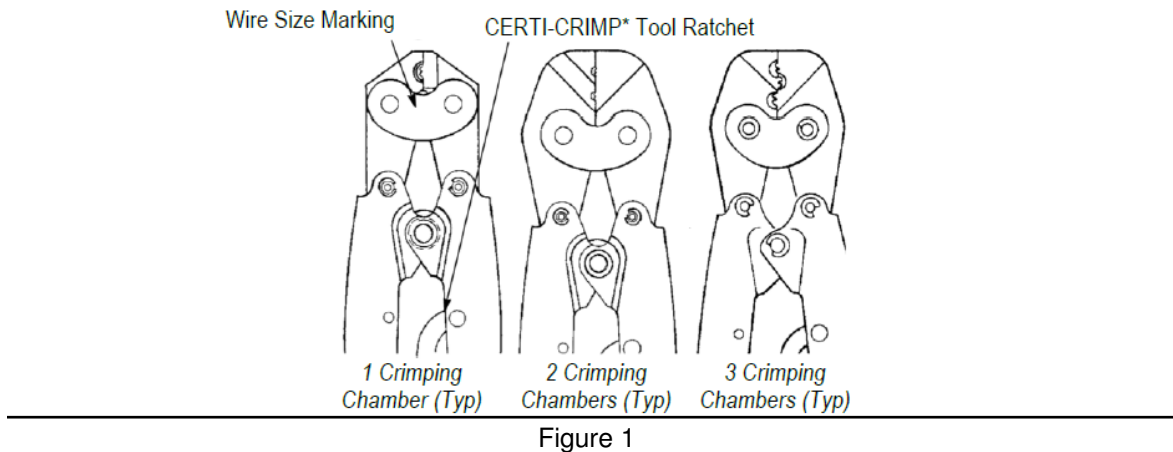 Wire Size Marking
CERTI-CRIMP* Tool Ratchet
1 Crimping
Chamber (Typ)
2 Crimping
Chambers (Typ)
3 Crimping
Chambers (Typ)
Figure 1